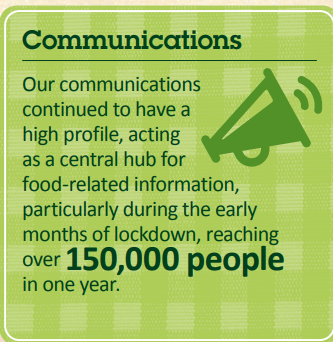 Communications
Our communications
continued to have a
high profile, acting
as a central hub for
food-related information,
particularly during the early
months of lockdown, reaching
over 150,000 people
in one year.